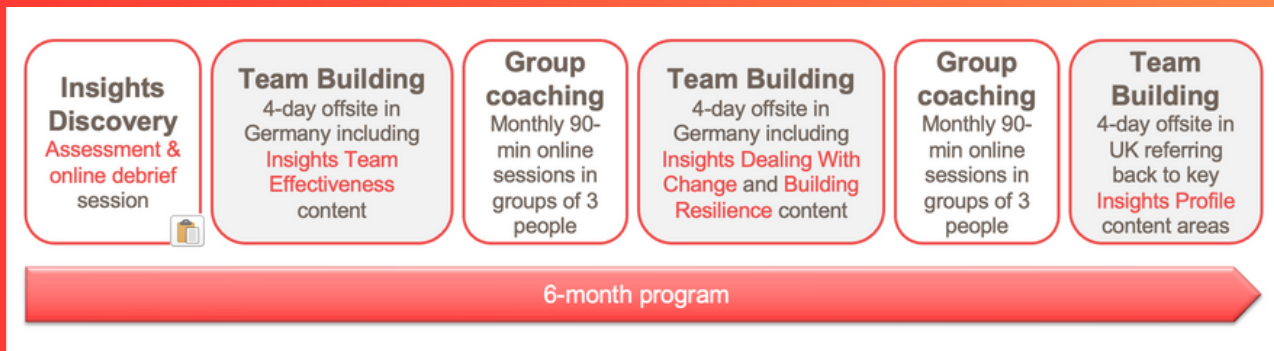 Insights
Discovery
Assessment &
online debrief
session
Team Building
4-day offsite in
Germany including
Insights Team
Effectiveness
content
Group
coaching
Monthly 90-
min online
sessions in
groups of 3
people
Team Building
4-day offsite in
Germany including
Insights Dealing With
Change and Building
Resilience content
Group
coaching
Monthly 90-
min online
sessions in
groups of 3
people
Team
Building
4-day offsite in
UK referring
back to key
Insights Profile
content areas
6-month program